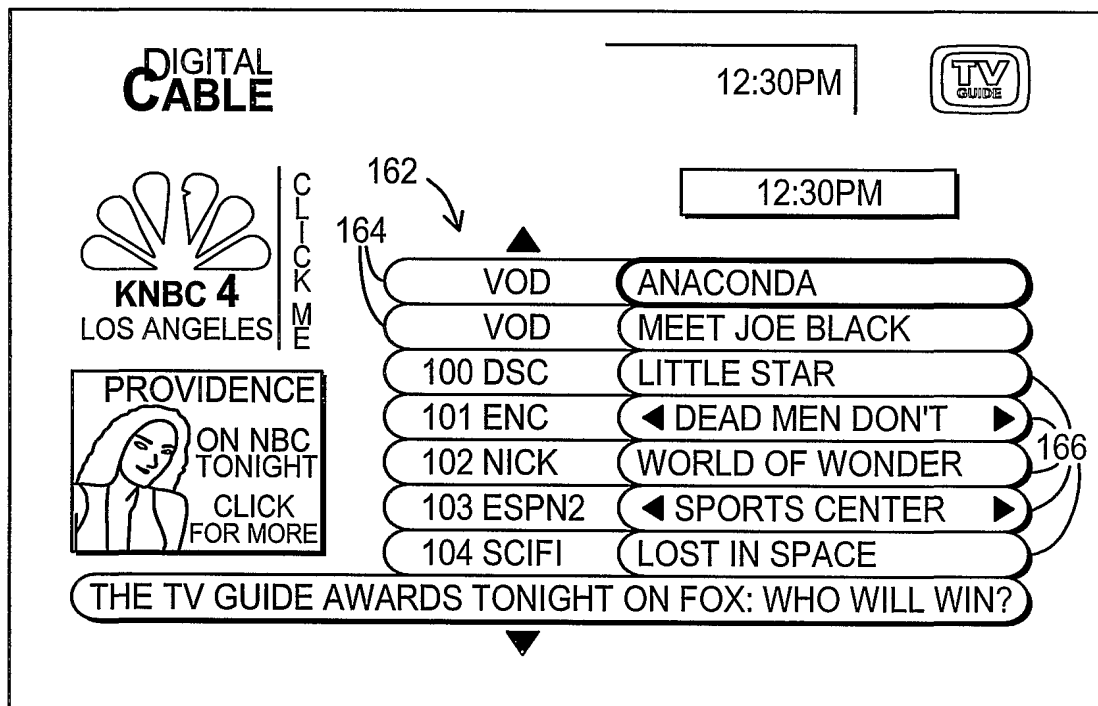 DIGITAL
CABLE
12:30PM
TV
GUIDE
KNBC 4
LOS ANGELES
CLICK ME
162
164
12:30PM
VOD ANACONDA
VOD MEET JOE BLACK
100 DSC LITTLE STAR
101 ENC DEAD MEN DON'T
102 NICK WORLD OF WONDER
103 ESPN2 SPORTS CENTER
104 SCIFI LOST IN SPACE
166
PROVIDENCE
ON NBC
TONIGHT
CLICK
FOR MORE
THE TV GUIDE AWARDS TONIGHT ON FOX: WHO WILL WIN?